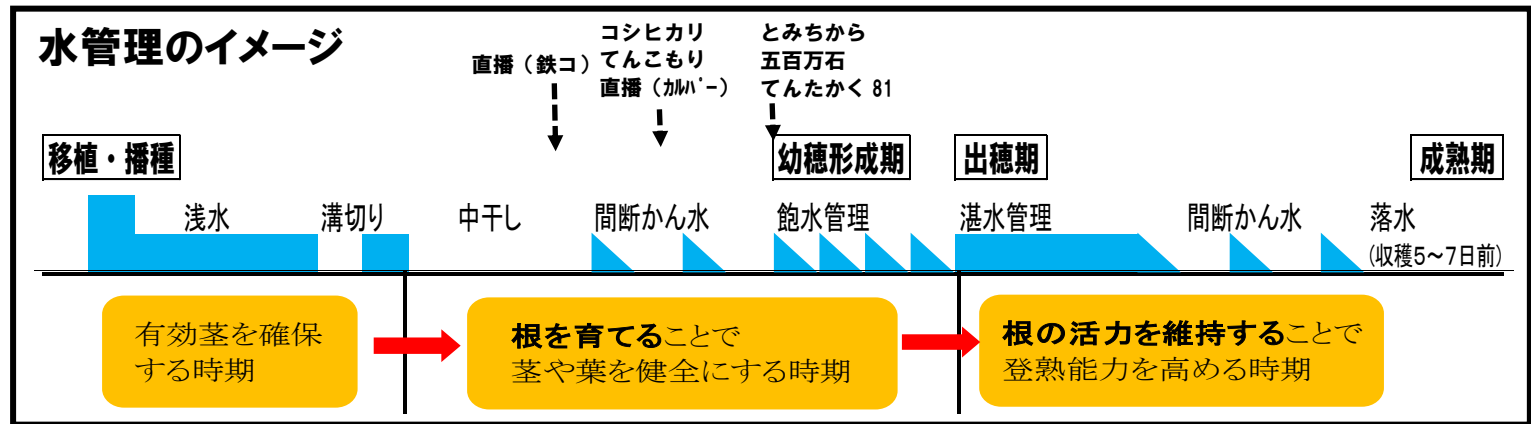 水管理のイメージ
直播（鉄コ）
コシヒカリ
てんこもり
直播（カルパー）
とみちから
五百万石
てんたかく 81
移植・播種
幼穂形成期
出穂期
成熟期
浅水
溝切り
中干し
間断かん水
飽水管理
湛水管理
間断かん水
落水
(収穫5～7日前)
有効茎を確保
する時期
根を育てることで
茎や葉を健全にする時期
根の活力を維持することで
登熟能力を高める時期